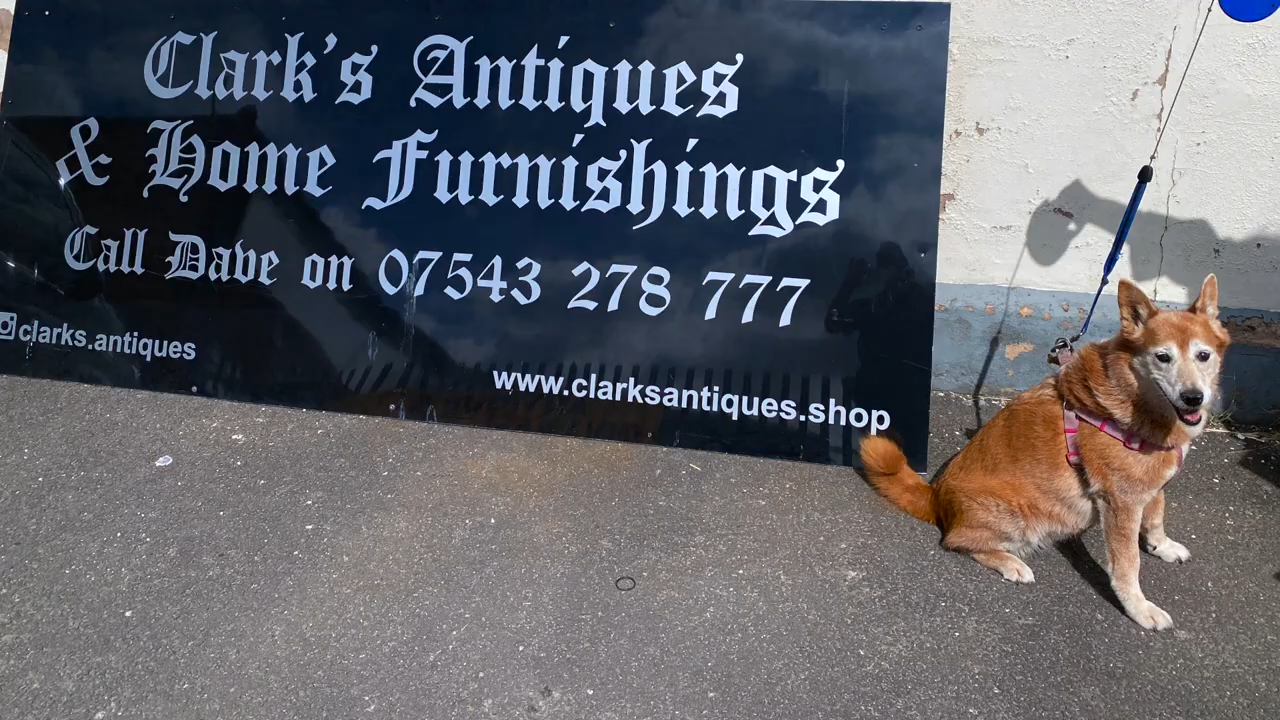 Clark's Antiques
& Home Furnishings
Call Dave on 07543 278 777
clarks.antiques
www.clarksantiques.shop